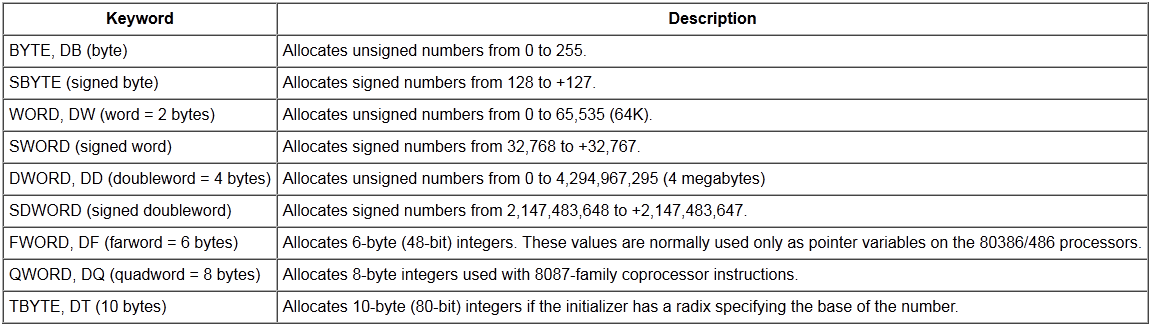 Keyword Description
BYTE, DB (byte) Allocates unsigned numbers from 0 to 255.
SBYTE (signed byte) Allocates signed numbers from 128 to +127.
WORD, DW (word = 2 bytes) Allocates unsigned numbers from 0 to 65,535 (64K).
SWORD (signed word) Allocates signed numbers from 32,768 to +32,767.
DWORD, DD (doubleword = 4 bytes) Allocates unsigned numbers from 0 to 4,294,967,295 (4 megabytes)
SDWORD (signed doubleword) Allocates signed numbers from 2,147,483,648 to +2,147,483,647.
FWORD, DF (farword = 6 bytes) Allocates 6-byte (48-bit) integers. These values are normally used only as pointer variables on the 80386/486 processors.
QWORD, DQ (quadword = 8 bytes) Allocates 8-byte integers used with 8087-family coprocessor instructions.
TBYTE, DT (10 bytes) Allocates 10-byte (80-bit) integers if the initializer has a radix specifying the base of the number.